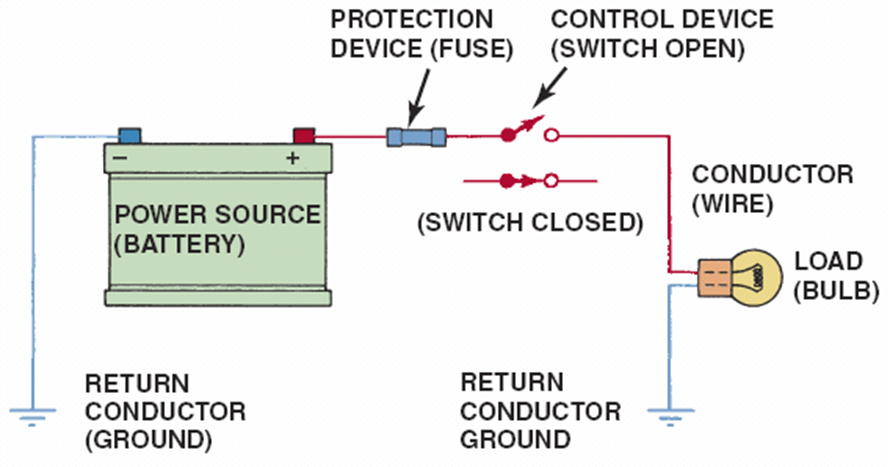 PROTECTION
DEVICE (FUSE)
CONTROL DEVICE
(SWITCH OPEN)
– +
POWER SOURCE
(BATTERY)
(SWITCH CLOSED)
CONDUCTOR
(WIRE)
LOAD
(BULB)
RETURN
CONDUCTOR
(GROUND)
RETURN
CONDUCTOR
GROUND